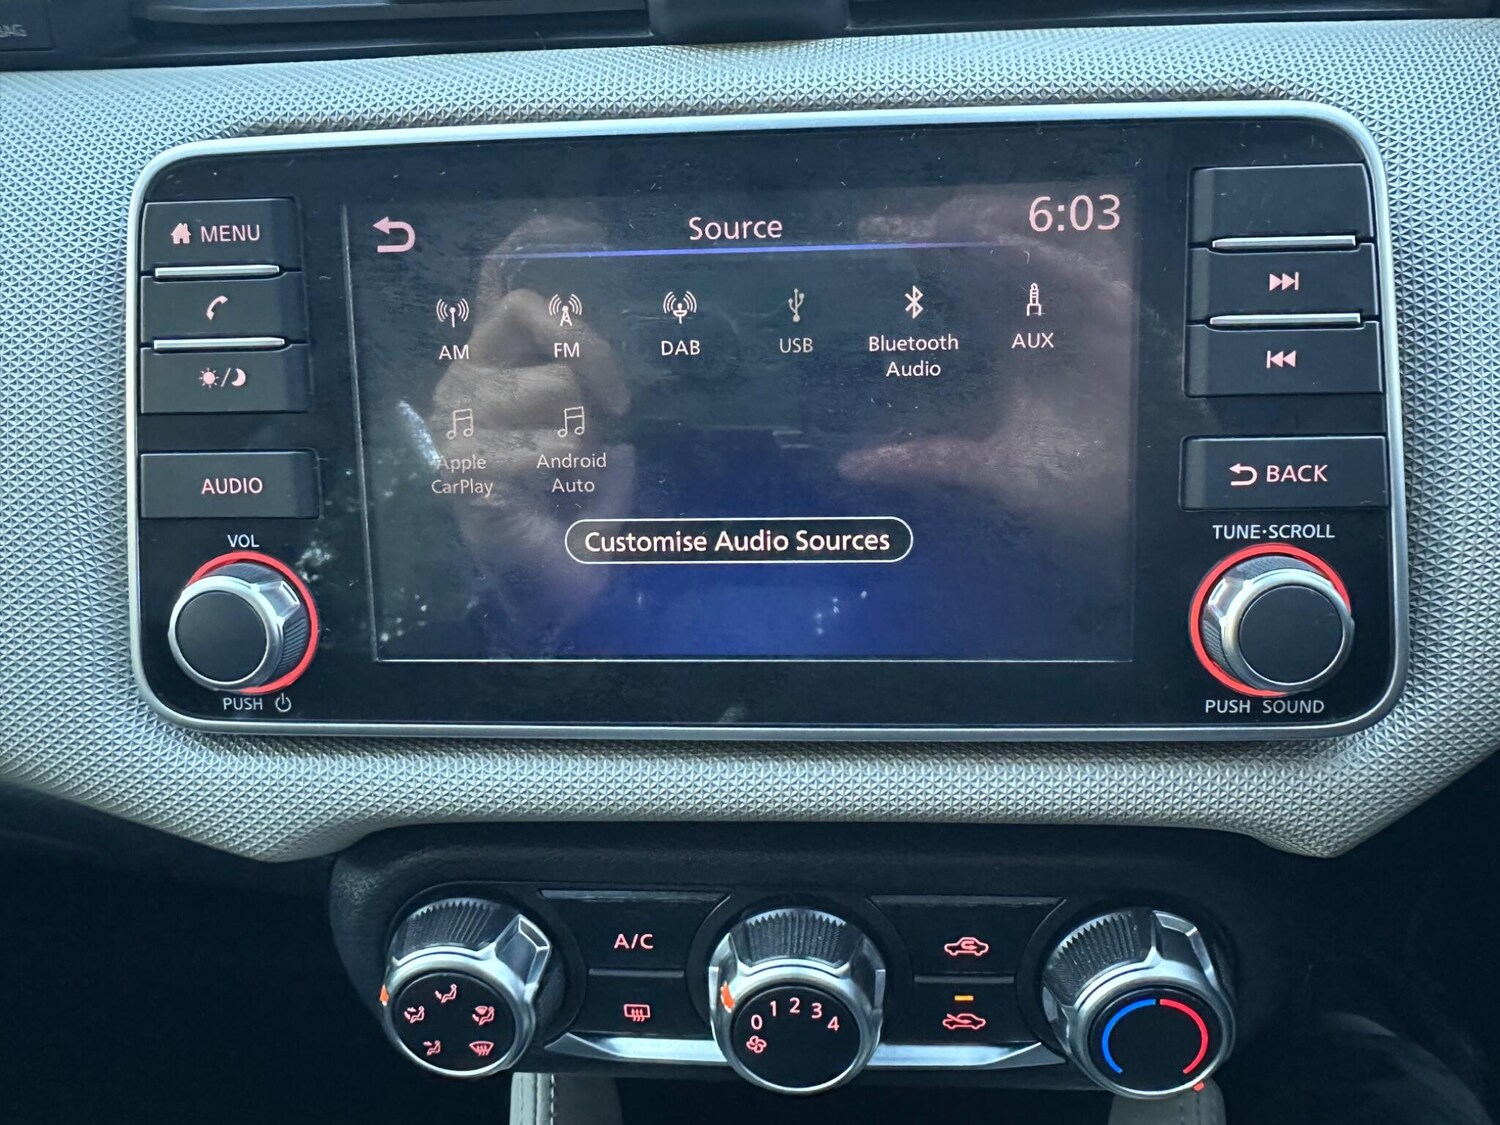 Source
6:03
MENU
AM
FM
DAB
USB
Bluetooth
Audio
AUX
Apple
CarPlay
Android
Auto
Customise Audio Sources
AUDIO
VOL
PUSH
BACK
TUNE·SCROLL
PUSH SOUND
A/C
0 1 2 3 4